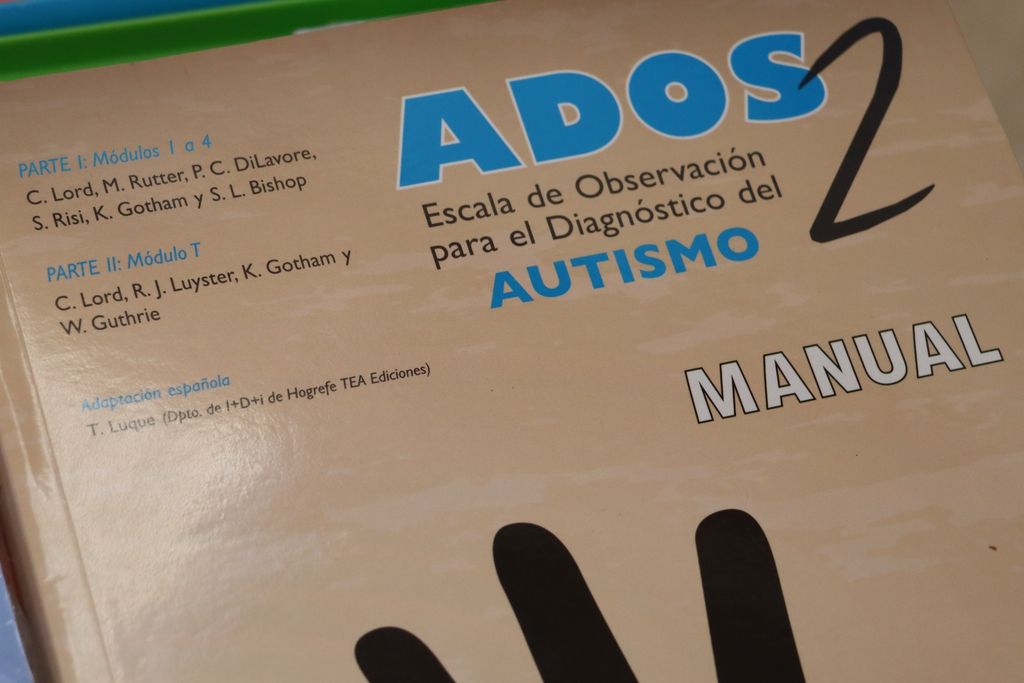 ADOS 2
Escala de Observación
para el Diagnóstico del
AUTISMO
MANUAL
PARTE I: Módulos 1 a 4
C. Lord, M. Rutter, P. C. DiLavore,
S. Risi, K. Gotham y S. L. Bishop
PARTE II: Módulo T
C. Lord, R. J. Luyster, K. Gotham y
W. Guthrie
Adaptación española
T. Luque (Dpto. de I+D+i de Hogrefe TEA Ediciones)